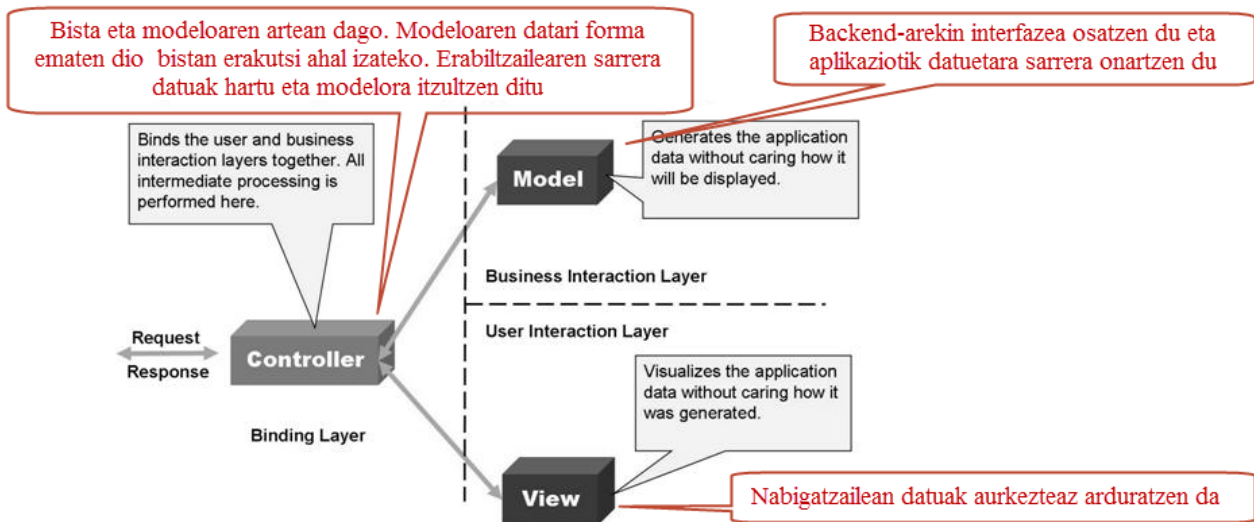 Bista eta modeloaren artean dago. Modeloaren datari forma
ematen dio bistan erakutsi ahal izateko. Erabiltzailearen sarrera
datuak hartu eta modelora itzultzen ditu
Backend-arekin interfazea osatzen du eta
aplikaziotik datuetara sarrera onartzen du
Binds the user and business
interaction layers together. All
intermediate processing is
performed here.
Model
Generates the application
data without caring how it
will be displayed.
Business Interaction Layer
User Interaction Layer
Request
Response
Controller
Binding Layer
Visualizes the application
data without caring how it
was generated.
View
Nabigatzailean datuak aurkezteaz arduratzen da